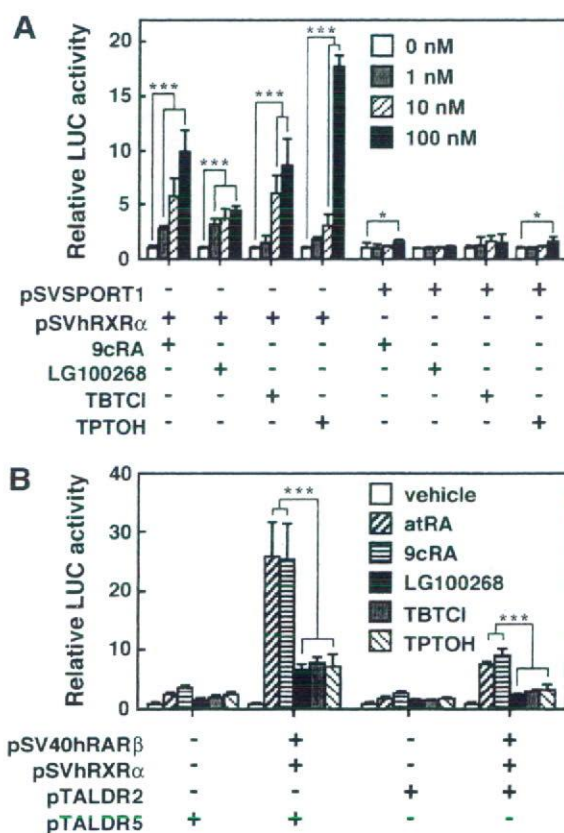 A
Relative LUC activity
20
15
10
5
0
***
***
***
***
*
*
0 nM
1 nM
10 nM
100 nM
pSVSPORT1 - - - - + + + +
pSVhRXRα + + + + - - - -
9cRA + - - - + - - -
LG100268 - + - - - + - -
TBTCl - - + - - - + -
TPTOH - - - + - - - +
B
Relative LUC activity
40
30
20
10
0
***
***
vehicle
atRA
9cRA
LG100268
TBTCl
TPTOH
pSV40hRARβ - + - +
pSVhRXRα - + - +
pTALDR2 - - + +
pTALDR5 + + - -